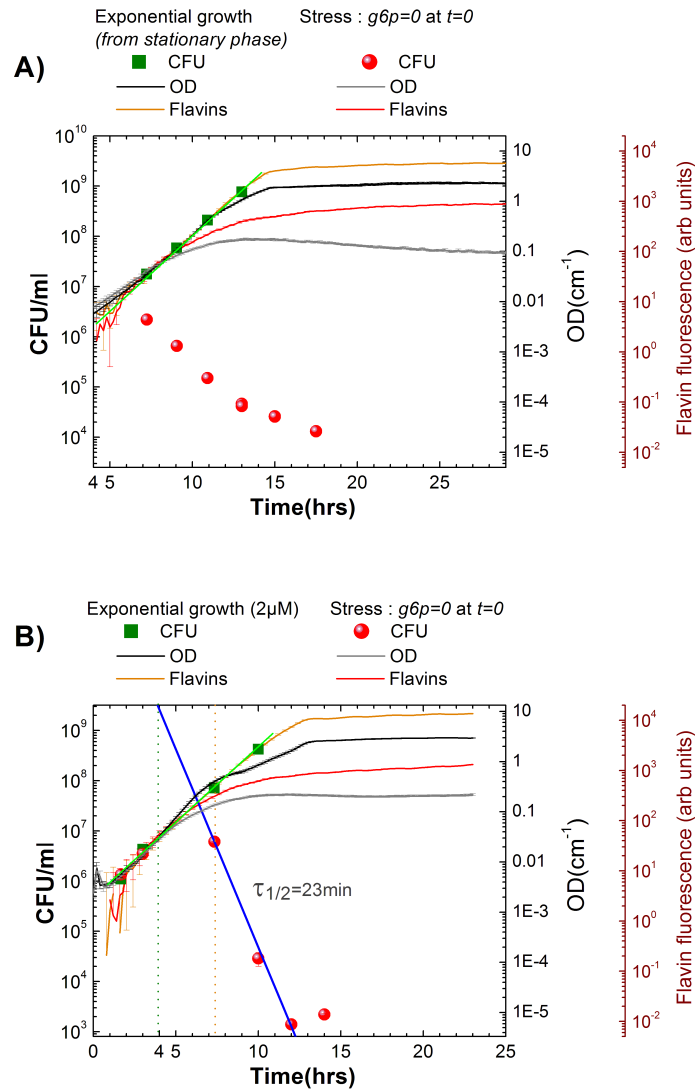 Exponential growth Stress : g6p=0 at t=0
(from stationary phase)
A)
CFU CFU
OD OD
Flavins Flavins
10^10
10^9
10^8
10^7
10^6
10^5
10^4
CFU/ml
10
1
0.1
0.01
1E-3
1E-4
1E-5
OD(cm^-1)
10^4
10^3
10^2
10^1
10^0
10^-1
10^-2
Flavin fluorescence (arb units)
4 5 10 15 20 25
Time(hrs)
Exponential growth (2μM) Stress : g6p=0 at t=0
B)
CFU CFU
OD OD
Flavins Flavins
10^9
10^8
10^7
10^6
10^5
10^4
10^3
CFU/ml
τ1/2=23min
10
1
0.1
0.01
1E-3
1E-4
1E-5
OD(cm^-1)
10^4
10^3
10^2
10^1
10^0
10^-1
10^-2
Flavin fluorescence (arb units)
0 4 5 10 15 20 25
Time(hrs)